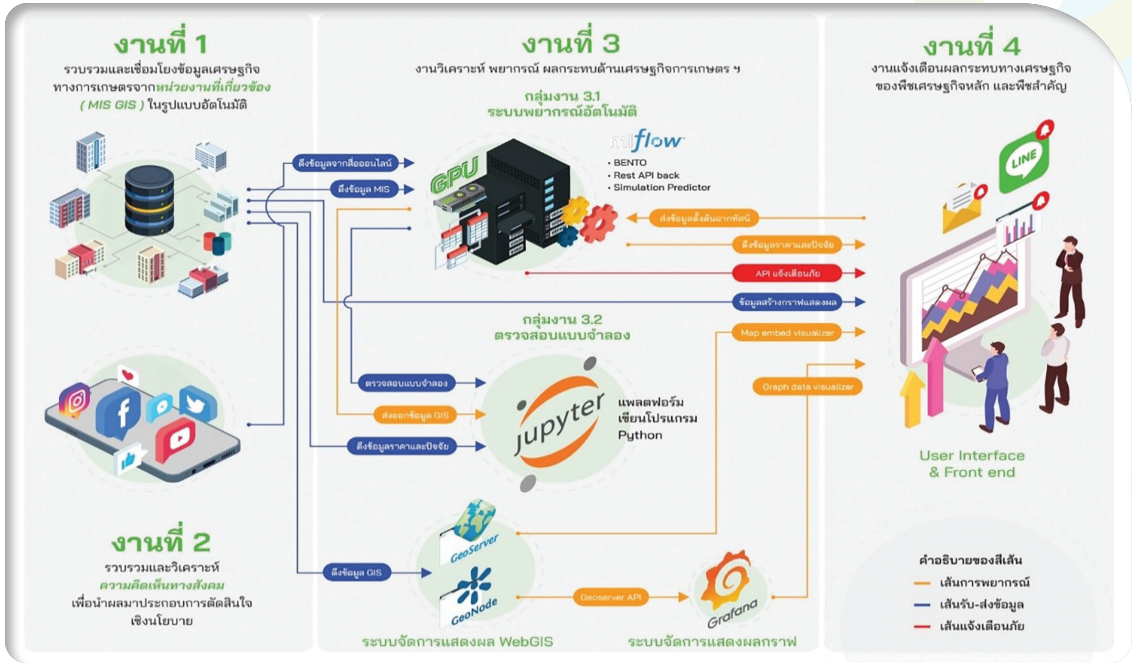 งานที่ 1
รวบรวมและเชื่อมโยงข้อมูลเศรษฐกิจ
ทางการเกษตรจากหน่วยงานที่เกี่ยวข้อง
( MIS GIS ) ในรูปแบบอัตโนมัติ
งานที่ 2
รวบรวมและวิเคราะห์
ความคิดเห็นทางสังคม
เพื่อนำผลมาประกอบการตัดสินใจ
เชิงนโยบาย
งานที่ 3
งานวิเคราะห์ พยากรณ์ ผลกระทบด้านเศรษฐกิจการเกษตร ฯ
กลุ่มงาน 3.1
ระบบพยากรณ์อัตโนมัติ
mlflow
• BENTO
• Rest API back
• Simulation Predictor
GPU
ดึงข้อมูลจากสื่อออนไลน์
ดึงข้อมูล MIS
ส่งข้อมูลตั้งต้นฉากทัศน์
ดึงข้อมูลราคาและปัจจัย
API แจ้งเตือนภัย
ข้อมูลสร้างกราฟแสดงผล
Map embed visualizer
Graph data visualizer
กลุ่มงาน 3.2
ตรวจสอบแบบจำลอง
ตรวจสอบแบบจำลอง
ส่งออกข้อมูล GIS
ดึงข้อมูลราคาและปัจจัย
jupyter
แพลตฟอร์ม
เขียนโปรแกรม
Python
ดึงข้อมูล GIS
GeoServer
GeoNode
Geoserver API
Grafana
ระบบจัดการแสดงผล WebGIS
ระบบจัดการแสดงผลกราฟ
งานที่ 4
งานแจ้งเตือนผลกระทบทางเศรษฐกิจ
ของพืชเศรษฐกิจหลัก และพืชสำคัญ
LINE
User Interface
& Front end
คำอธิบายของสีเส้น
เส้นการพยากรณ์
เส้นรับ-ส่งข้อมูล
เส้นแจ้งเตือนภัย